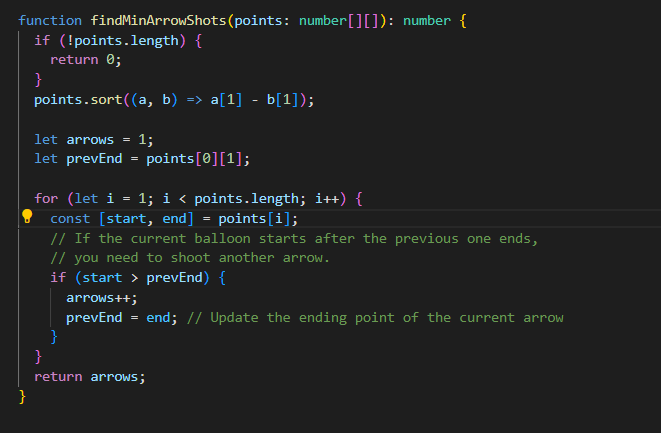 function findMinArrowShots(points: number[][]): number {
  if (!points.length) {
    return 0;
  }
  points.sort((a, b) => a[1] - b[1]);

  let arrows = 1;
  let prevEnd = points[0][1];

  for (let i = 1; i < points.length; i++) {
    const [start, end] = points[i];
    // If the current balloon starts after the previous one ends,
    // you need to shoot another arrow.
    if (start > prevEnd) {
      arrows++;
      prevEnd = end; // Update the ending point of the current arrow
    }
  }
  return arrows;
}